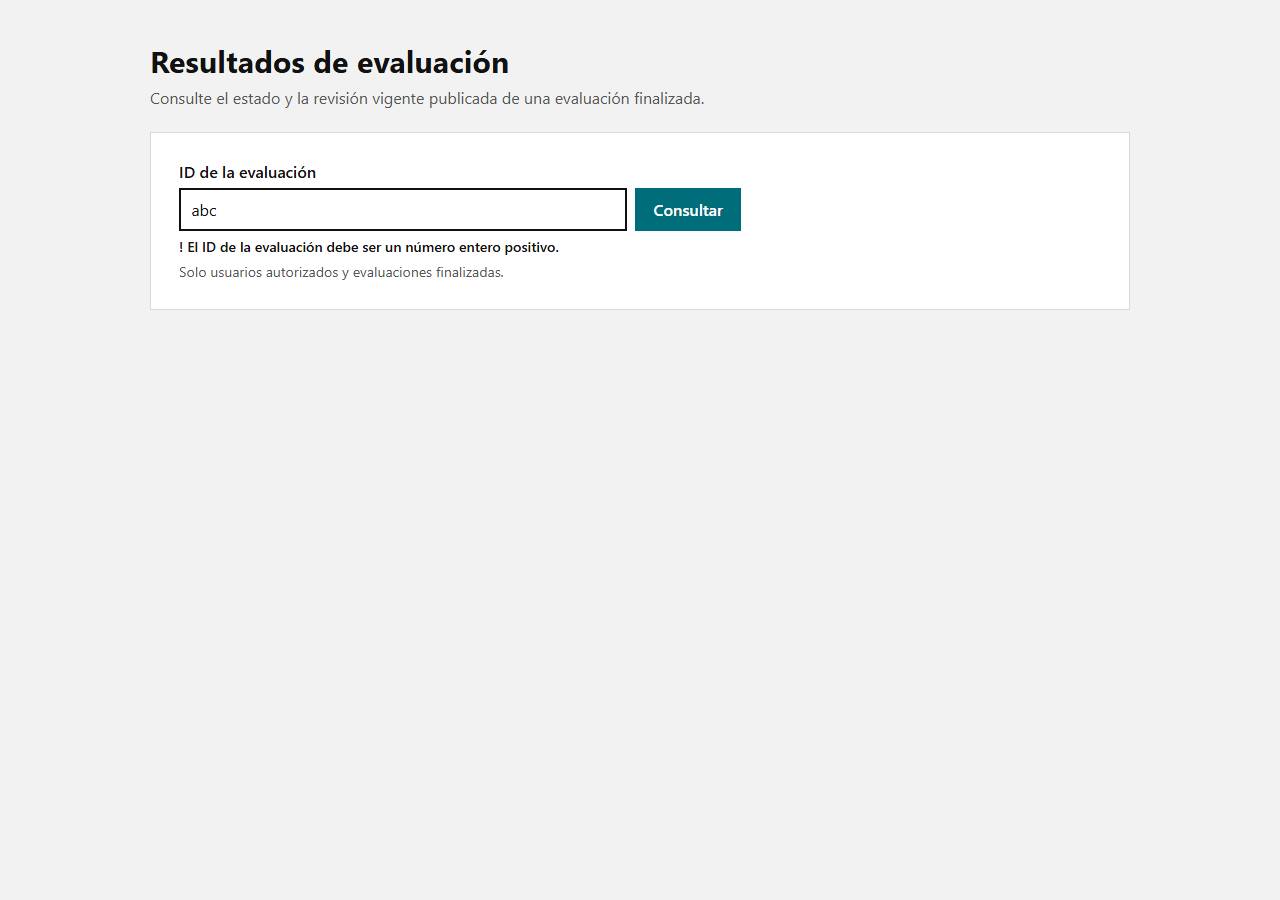 Resultados de evaluación
Consulte el estado y la revisión vigente publicada de una evaluación finalizada.
ID de la evaluación
abc
Consultar
! El ID de la evaluación debe ser un número entero positivo.
Solo usuarios autorizados y evaluaciones finalizadas.